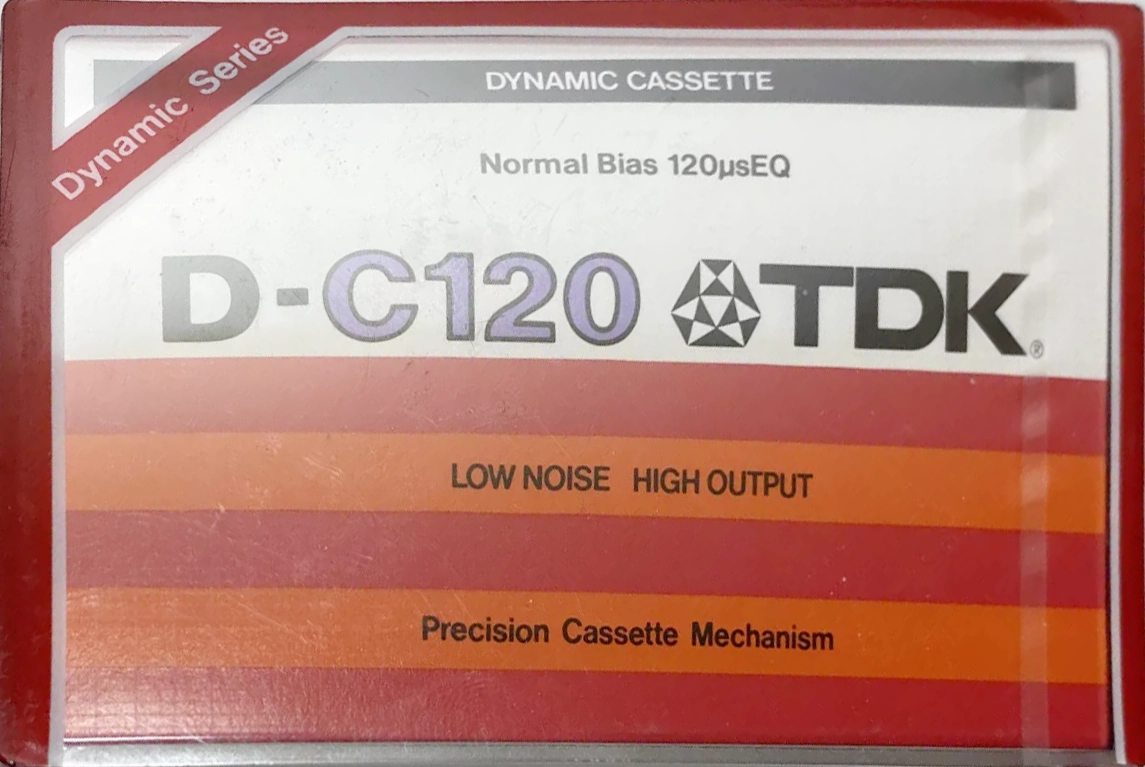 Dynamic Series
DYNAMIC CASSETTE
Normal Bias 120µsEQ
D-C120 TDK®
LOW NOISE HIGH OUTPUT
Precision Cassette Mechanism